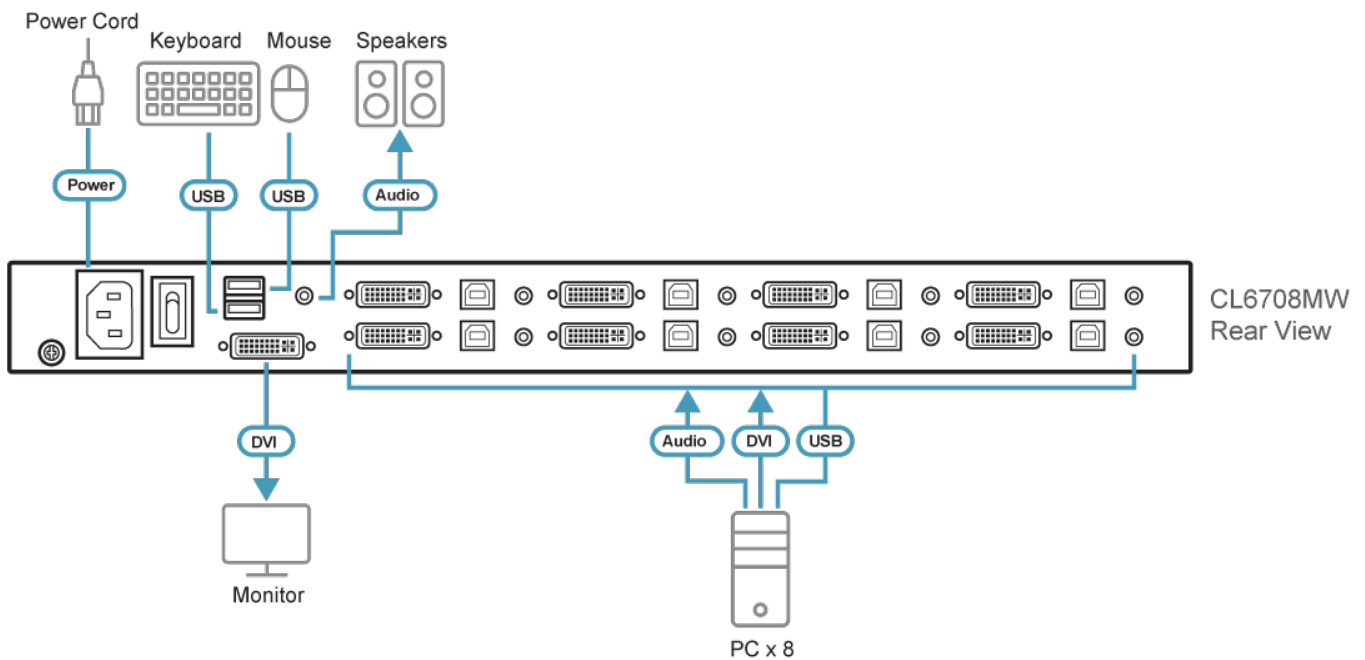 Power Cord
Keyboard
Mouse
Speakers
Power
USB
USB
Audio
CL6708MW
Rear View
DVI
Audio
DVI
USB
Monitor
PC x 8